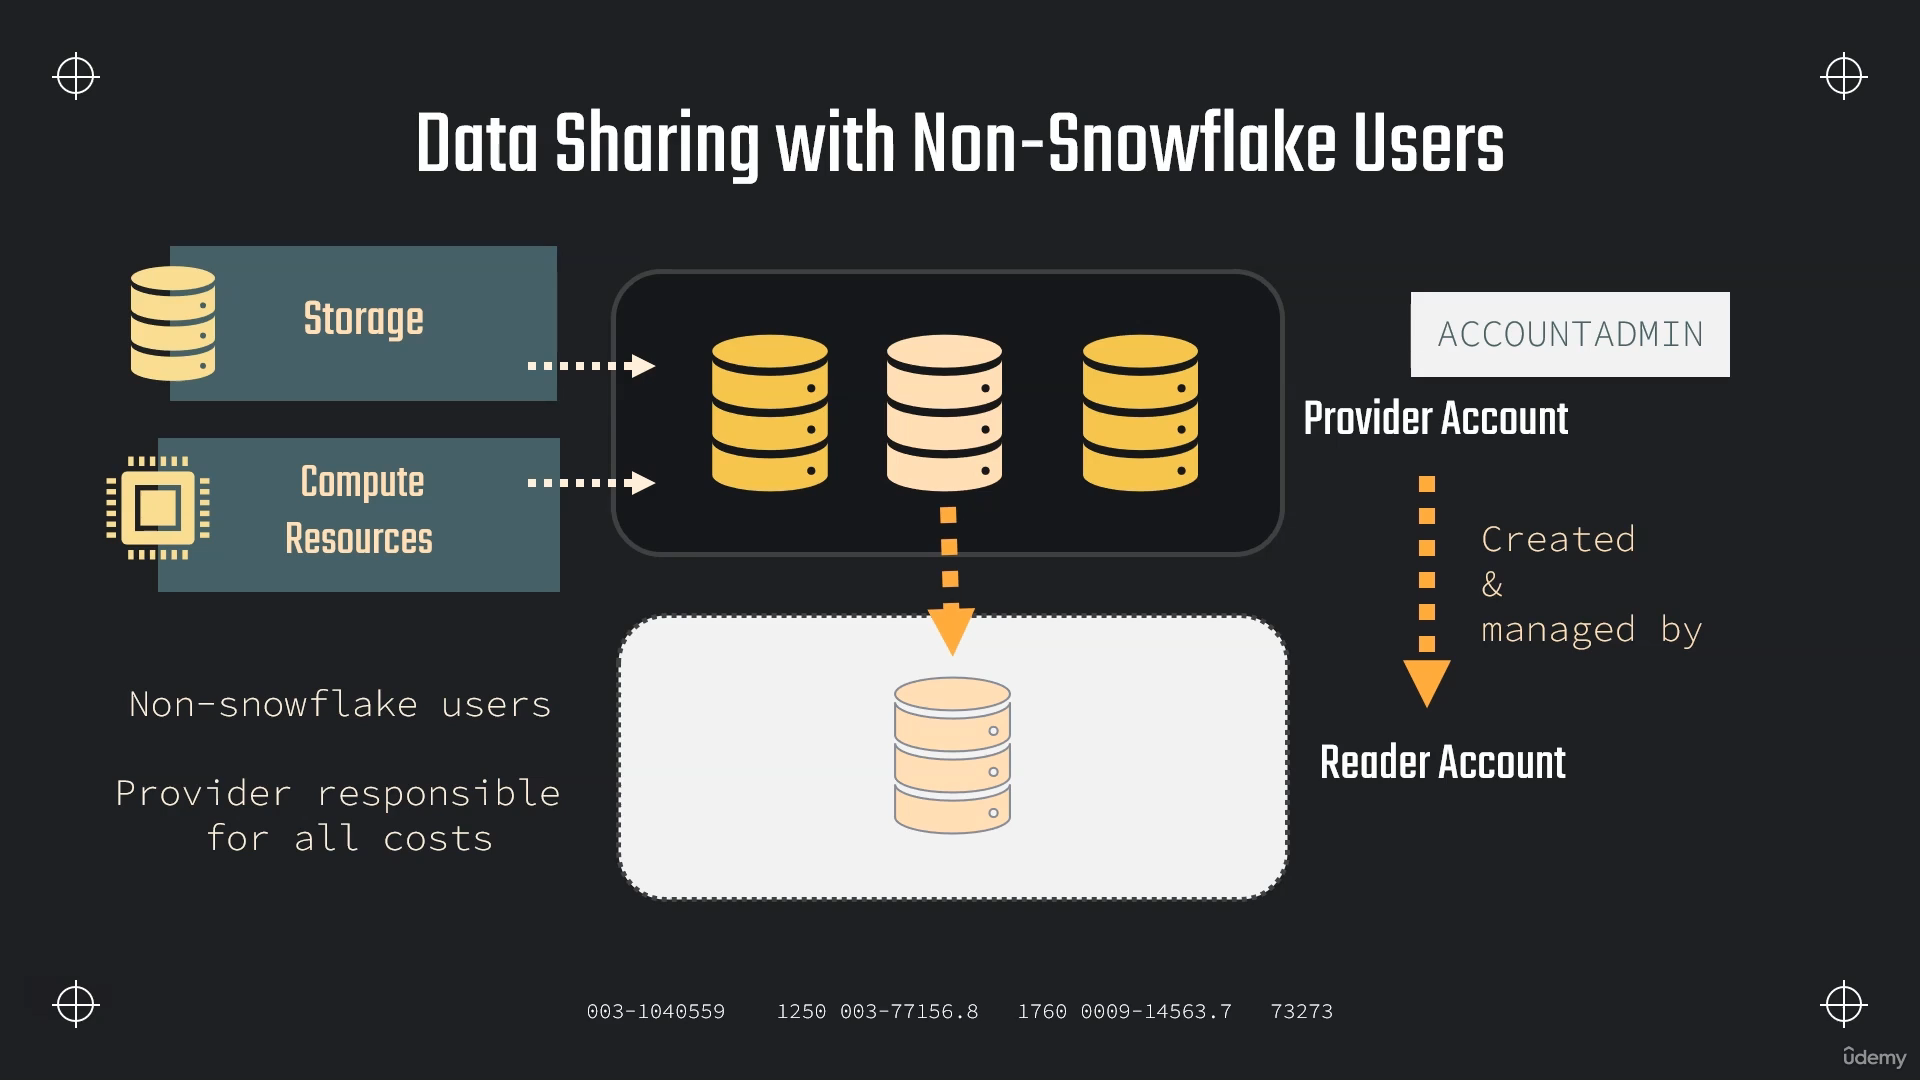 Data Sharing with Non-Snowflake Users
Storage
Compute
Resources
ACCOUNTADMIN
Provider Account
Created
&
managed by
Reader Account
Non-snowflake users
Provider responsible
for all costs
003-1040559 1250 003-77156.8 1760 0009-14563.7 73273
ûdemy